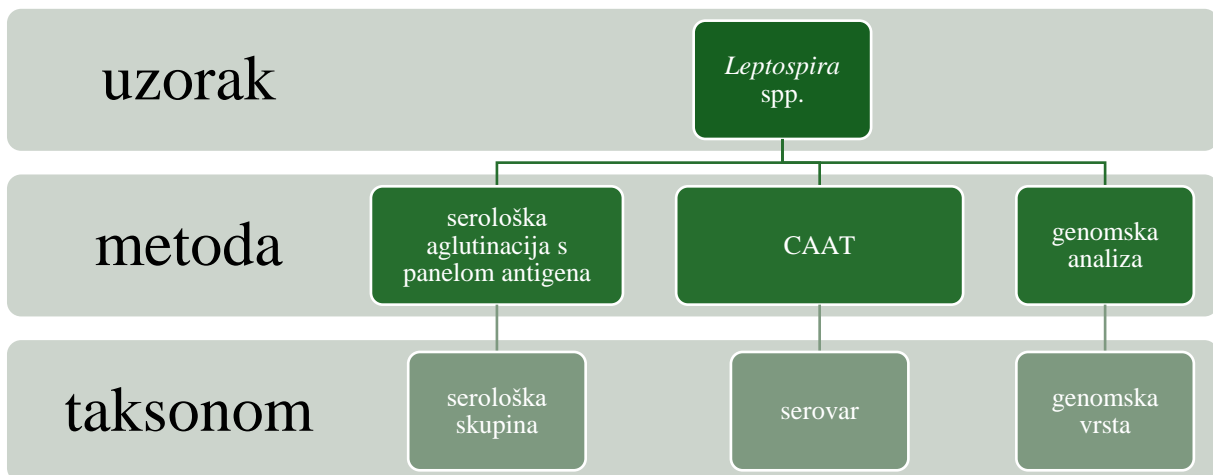 uzorak
Leptospira
spp.
metoda
serološka
aglutinacija s
panelom antigena
CAAT
genomska
analiza
taksonom
serološka
skupina
serovar
genomska
vrsta